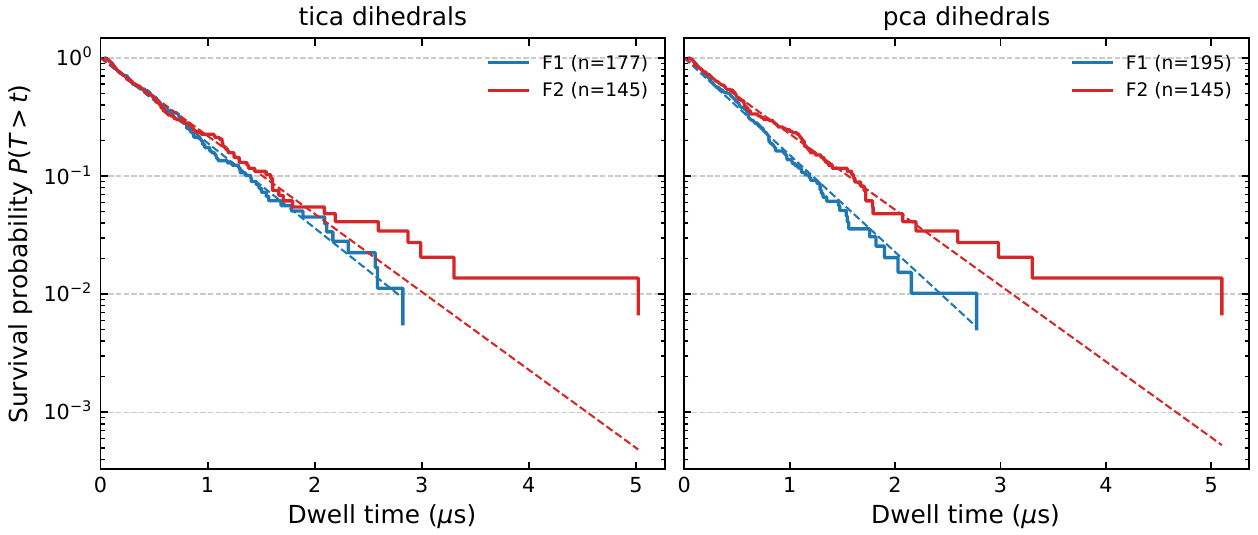 tica dihedrals
pca dihedrals
Survival probability P(T > t)
10⁰
10⁻¹
10⁻²
10⁻³
F1 (n=177)
F2 (n=145)
F1 (n=195)
F2 (n=145)
0 1 2 3 4 5
0 1 2 3 4 5
Dwell time (μs)
Dwell time (μs)